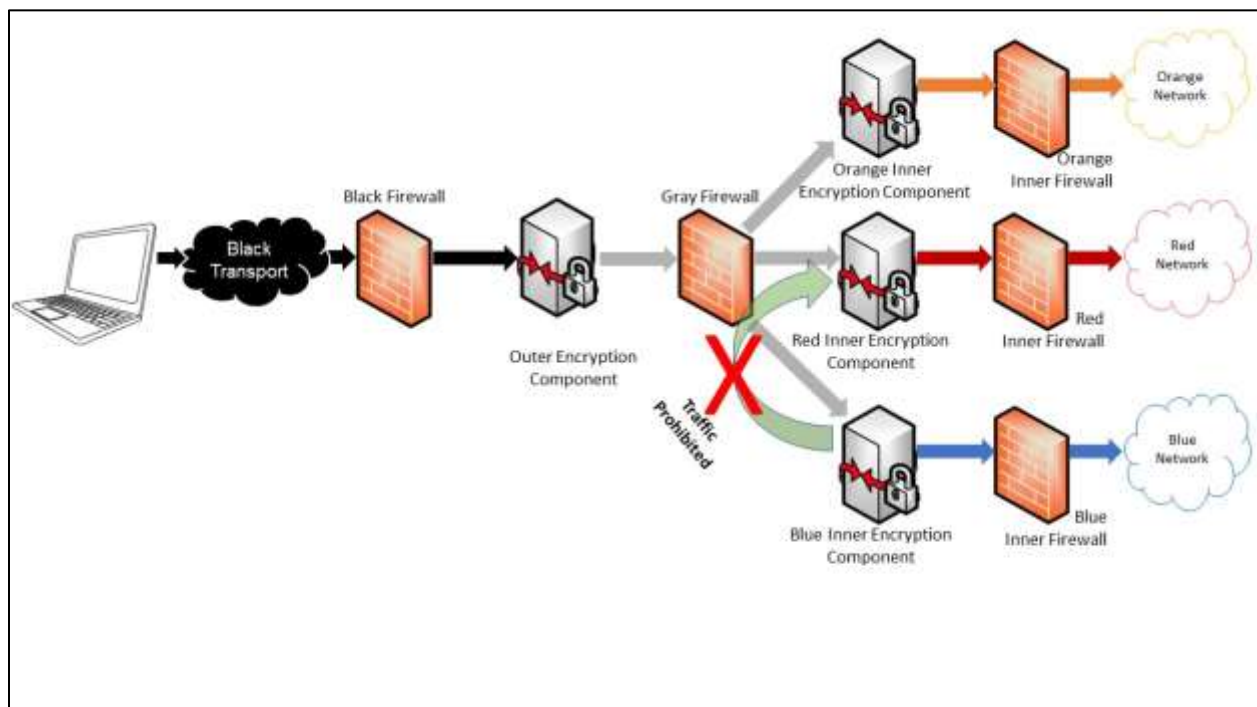 Orange
Network
Orange Inner
Encryption Component
Orange
Inner Firewall
Black Firewall
Gray Firewall
Black
Transport
Red
Network
Outer Encryption
Component
Red Inner Encryption
Component
Red
Inner Firewall
Traffic
Prohibited
Blue
Network
Blue Inner Encryption
Component
Blue
Inner Firewall